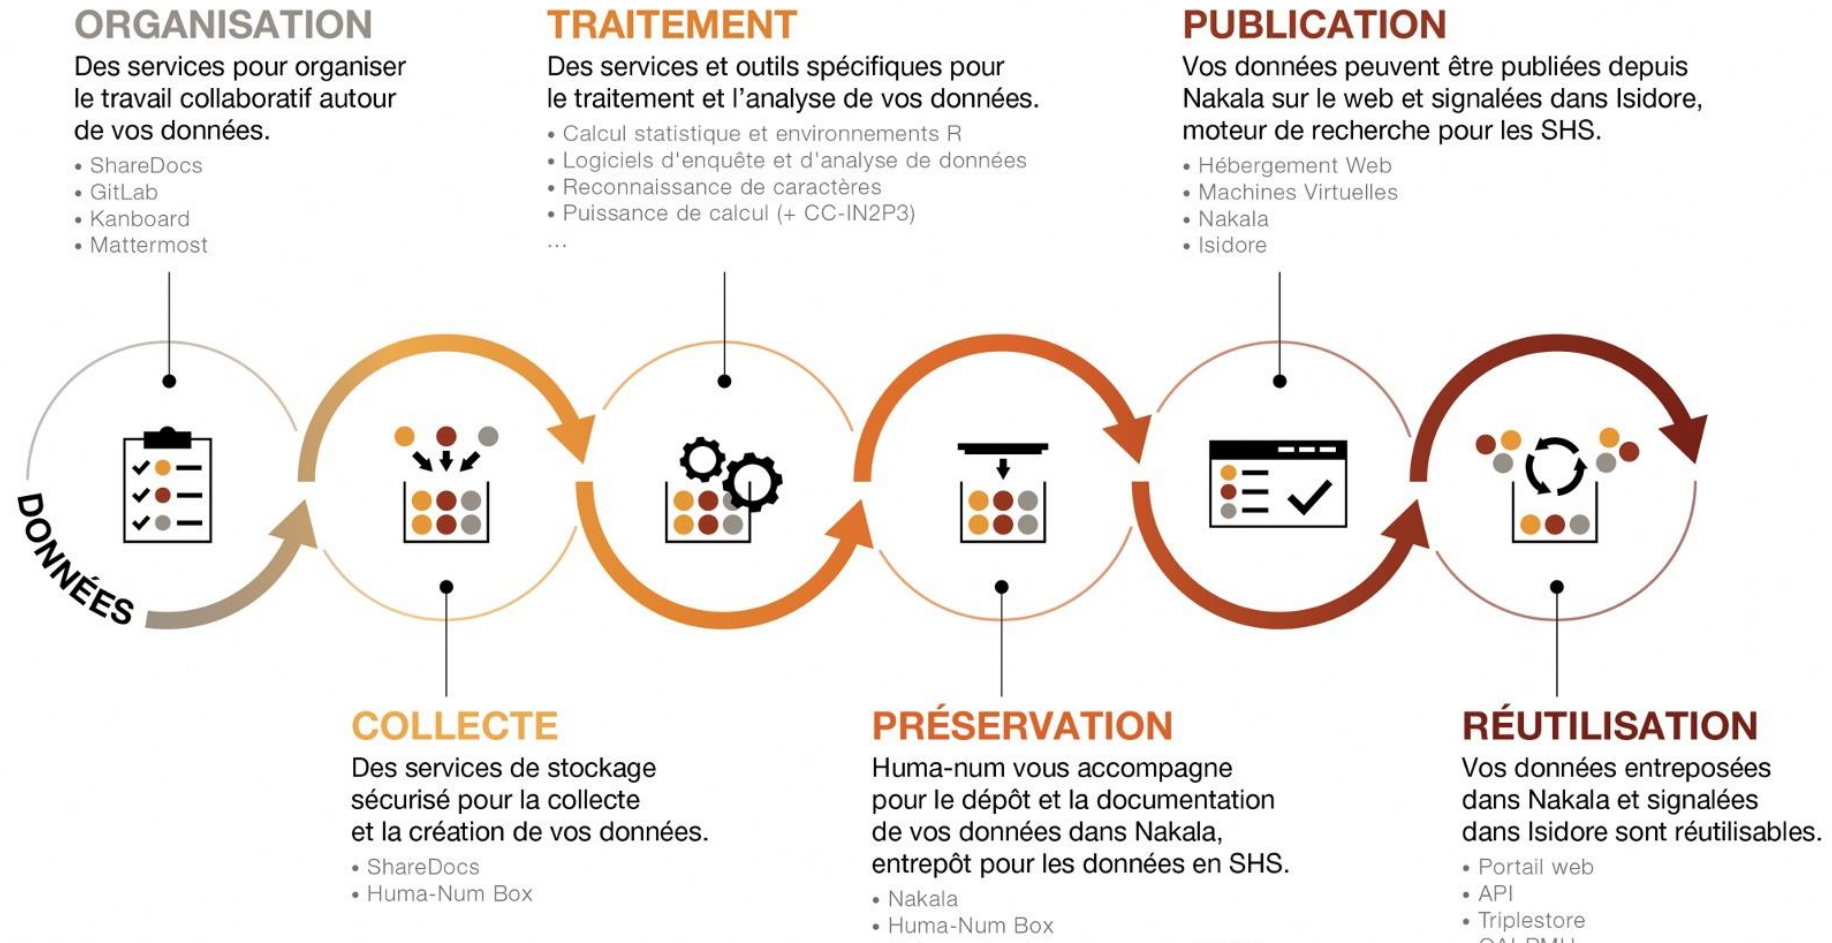 ORGANISATION
Des services pour organiser
le travail collaboratif autour
de vos données.
• ShareDocs
• GitLab
• Kanboard
• Mattermost
TRAITEMENT
Des services et outils spécifiques pour
le traitement et l'analyse de vos données.
• Calcul statistique et environnements R
• Logiciels d'enquête et d'analyse de données
• Reconnaissance de caractères
• Puissance de calcul (+ CC-IN2P3)
...
PUBLICATION
Vos données peuvent être publiées depuis
Nakala sur le web et signalées dans Isidore,
moteur de recherche pour les SHS.
• Hébergement Web
• Machines Virtuelles
• Nakala
• Isidore
DONNÉES
COLLECTE
Des services de stockage
sécurisé pour la collecte
et la création de vos données.
• ShareDocs
• Huma-Num Box
PRÉSERVATION
Huma-num vous accompagne
pour le dépôt et la documentation
de vos données dans Nakala,
entrepôt pour les données en SHS.
• Nakala
• Huma-Num Box
RÉUTILISATION
Vos données entreposées
dans Nakala et signalées
dans Isidore sont réutilisables.
• Portail web
• API
• Triplestore